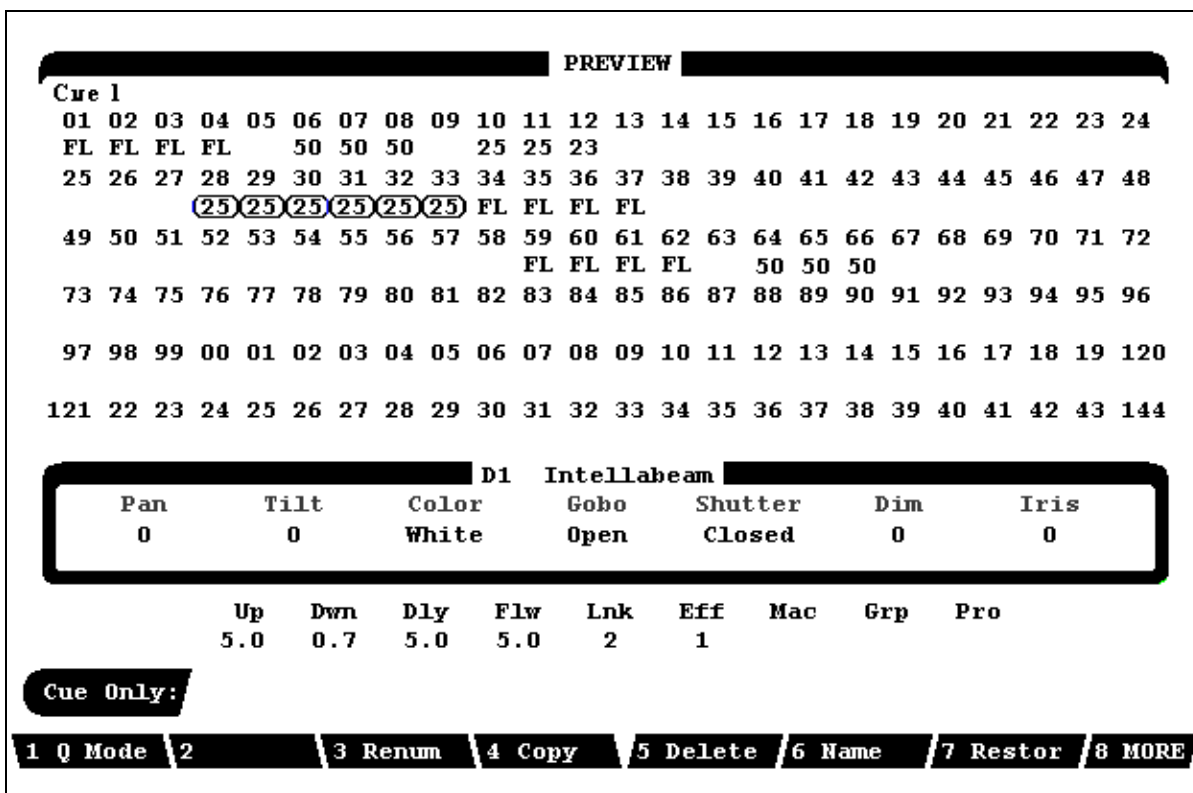 PREVIEW
Cue 1
01 02 03 04 05 06 07 08 09 10 11 12 13 14 15 16 17 18 19 20 21 22 23 24
FL FL FL FL 50 50 50 25 25 23
25 26 27 28 29 30 31 32 33 34 35 36 37 38 39 40 41 42 43 44 45 46 47 48
25 25 25 25 25 25 FL FL FL FL
49 50 51 52 53 54 55 56 57 58 59 60 61 62 63 64 65 66 67 68 69 70 71 72
FL FL FL FL 50 50 50
73 74 75 76 77 78 79 80 81 82 83 84 85 86 87 88 89 90 91 92 93 94 95 96
97 98 99 00 01 02 03 04 05 06 07 08 09 10 11 12 13 14 15 16 17 18 19 120
121 22 23 24 25 26 27 28 29 30 31 32 33 34 35 36 37 38 39 40 41 42 43 144
D1 Intellabeam
Pan Tilt Color Gobo Shutter Dim Iris
0 0 White Open Closed 0 0
Up Dwn Dly Flw Lnk Eff Mac Grp Pro
5.0 0.7 5.0 5.0 2 1
Cue Only:
1 Q Mode 2 3 Renum 4 Copy 5 Delete 6 Name 7 Restor 8 MORE